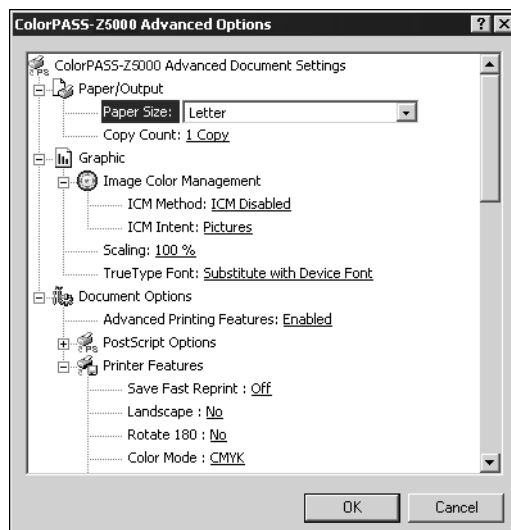 ColorPASS-Z5000 Advanced Options
ColorPASS-Z5000 Advanced Document Settings
Paper/Output
Paper Size: Letter
Copy Count: 1 Copy
Graphic
Image Color Management
ICM Method: ICM Disabled
ICM Intent: Pictures
Scaling: 100 %
TrueType Font: Substitute with Device Font
Document Options
Advanced Printing Features: Enabled
PostScript Options
Printer Features
Save Fast Reprint : Off
Landscape : No
Rotate 180 : No
Color Mode : CMYK
OK Cancel